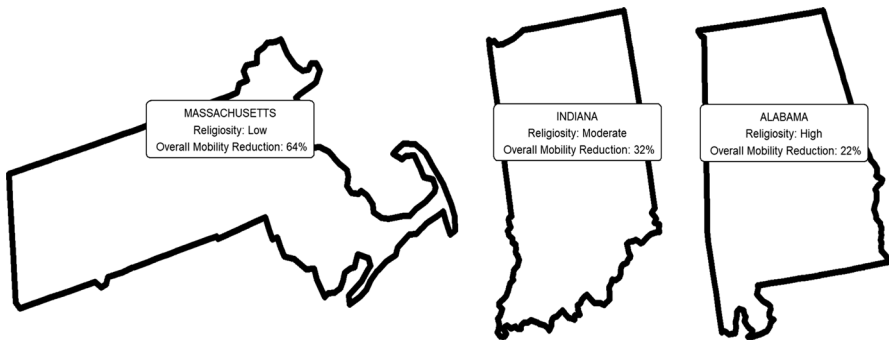 MASSACHUSETTS
Religiosity: Low
Overall Mobility Reduction: 64%
INDIANA
Religiosity: Moderate
Overall Mobility Reduction: 32%
ALABAMA
Religiosity: High
Overall Mobility Reduction: 22%